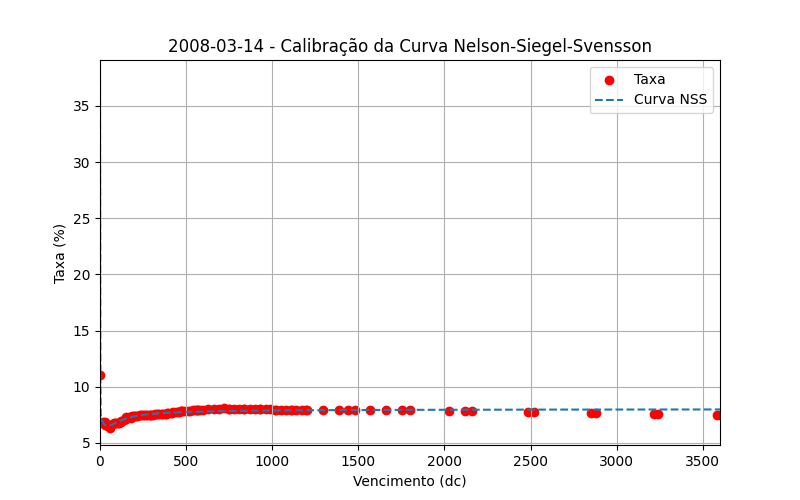 2008-03-14 - Calibração da Curva Nelson-Siegel-Svensson
Taxa
Curva NSS
Taxa (%)
35
30
25
20
15
10
5
0 500 1000 1500 2000 2500 3000 3500
Vencimento (dc)